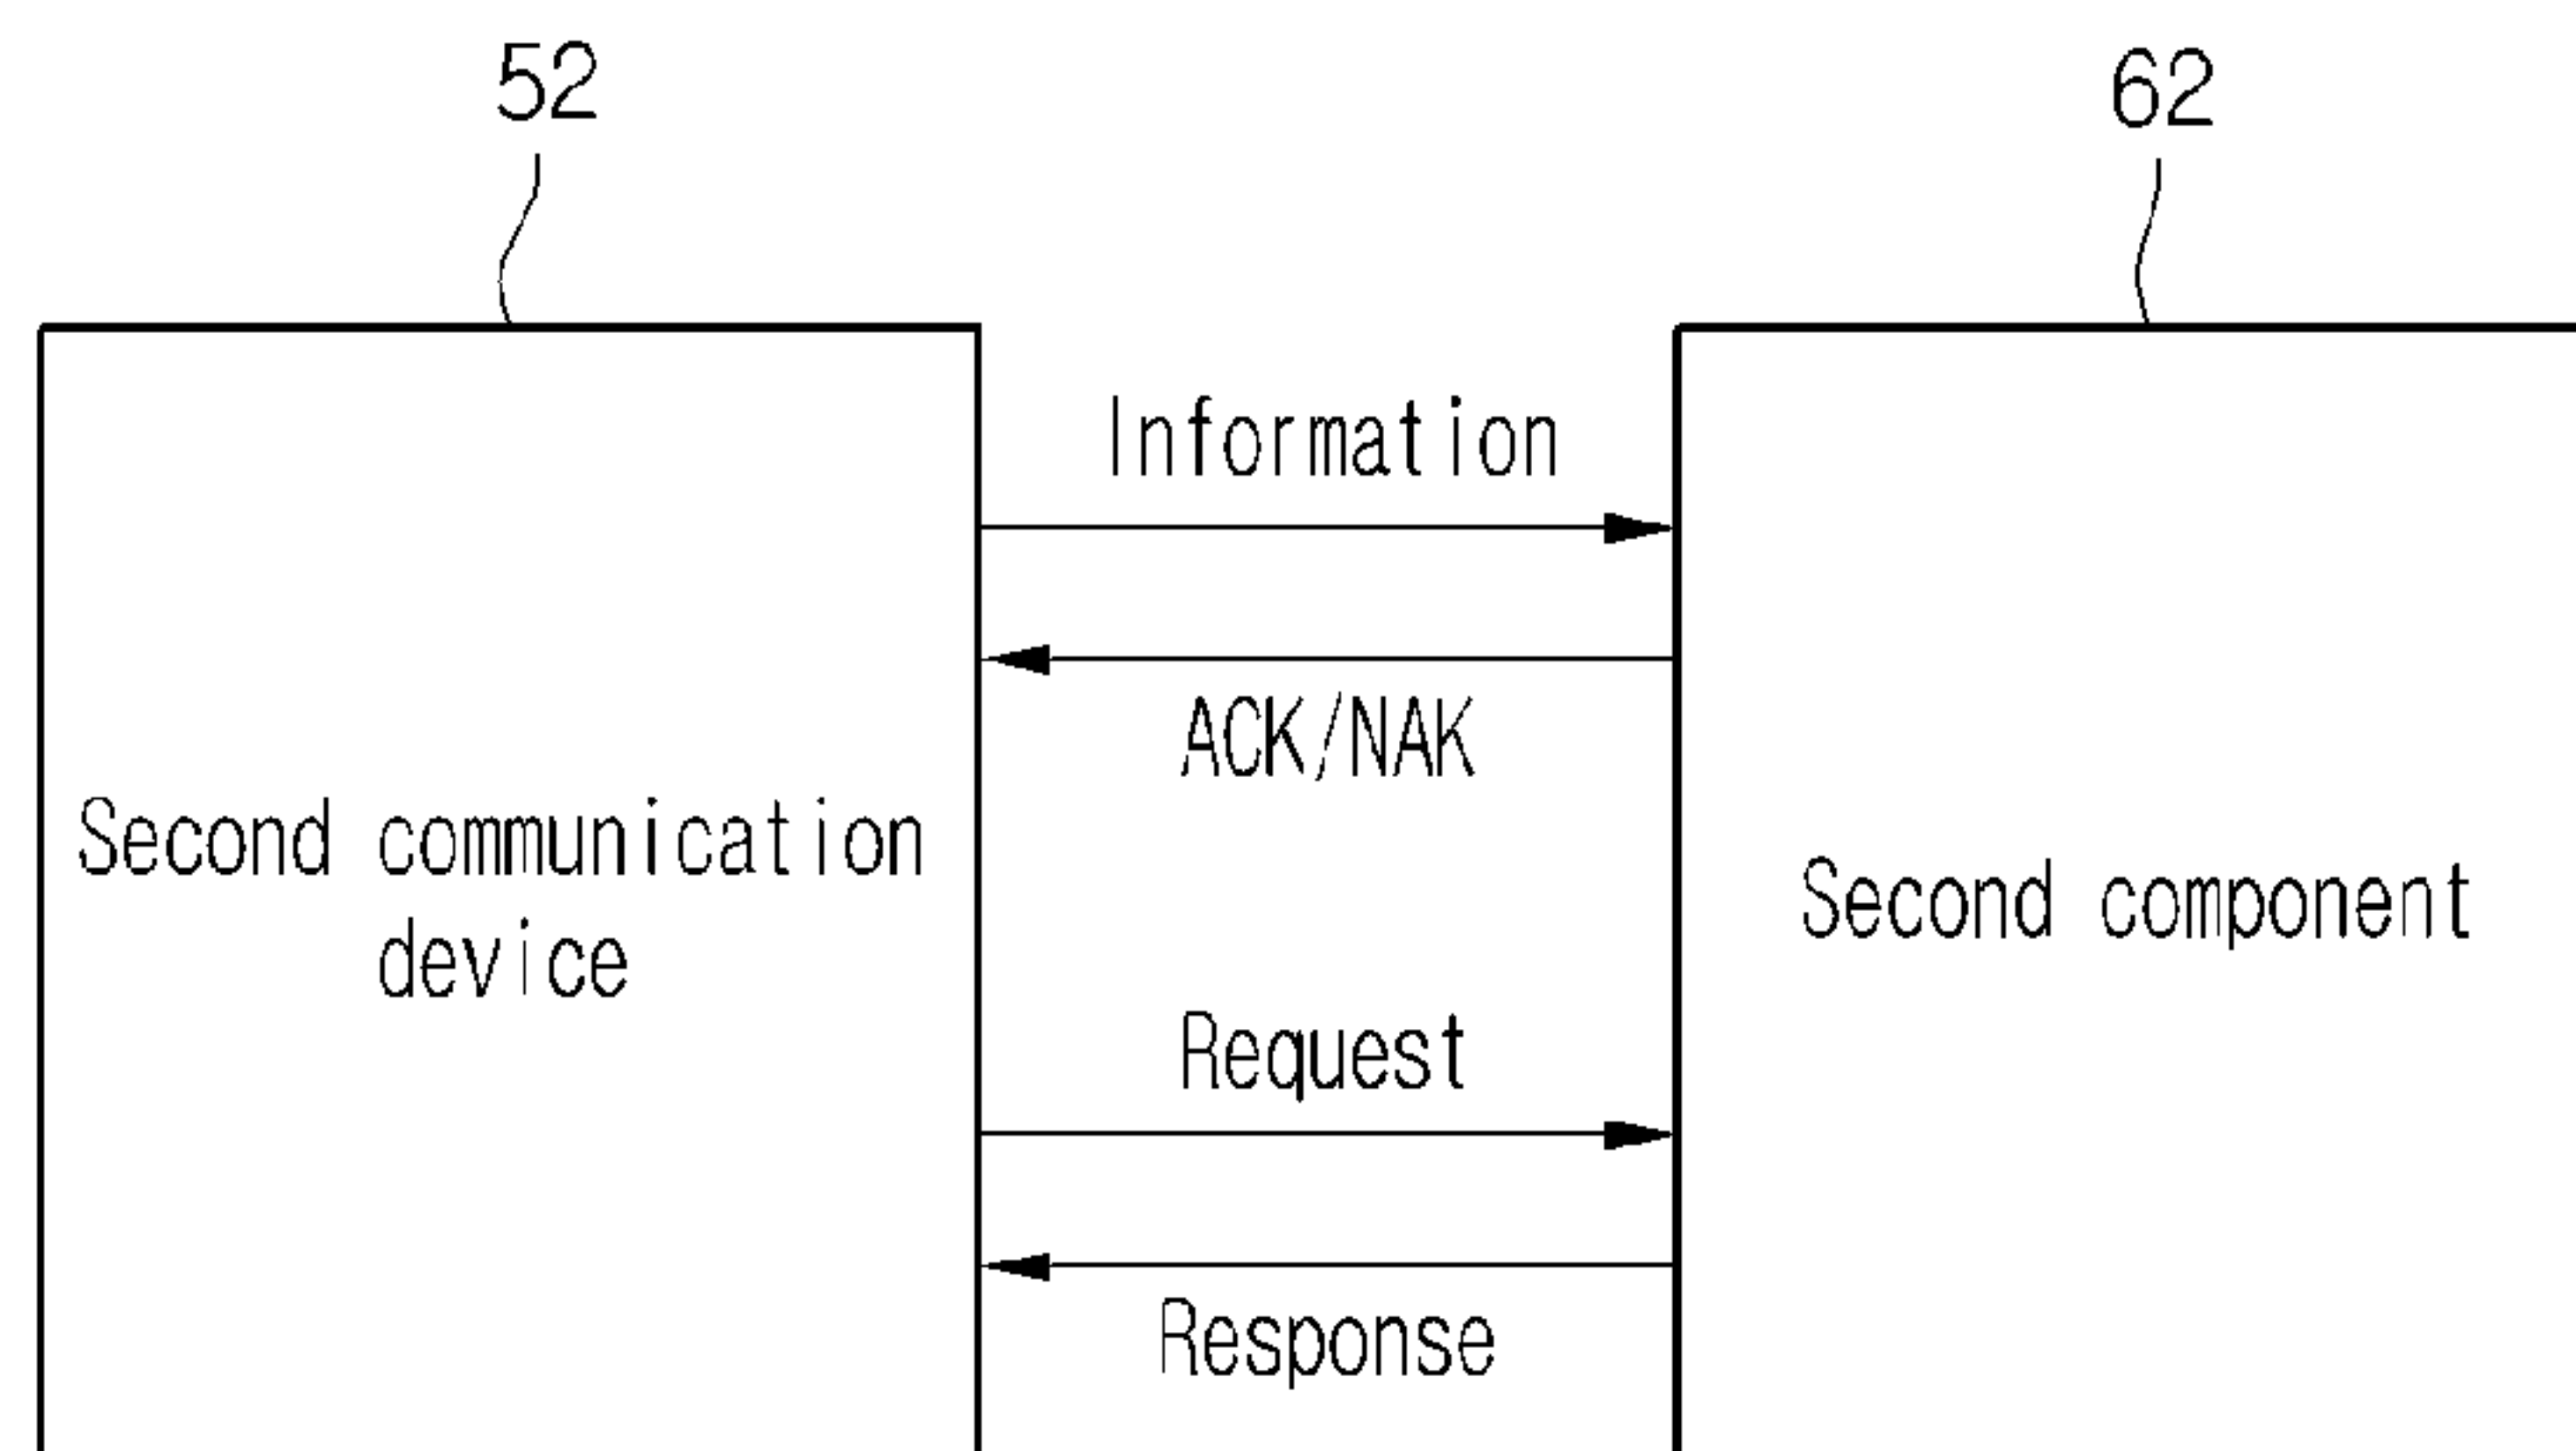 52
62
Information
ACK/NAK
Second communication
device
Second component
Request
Response